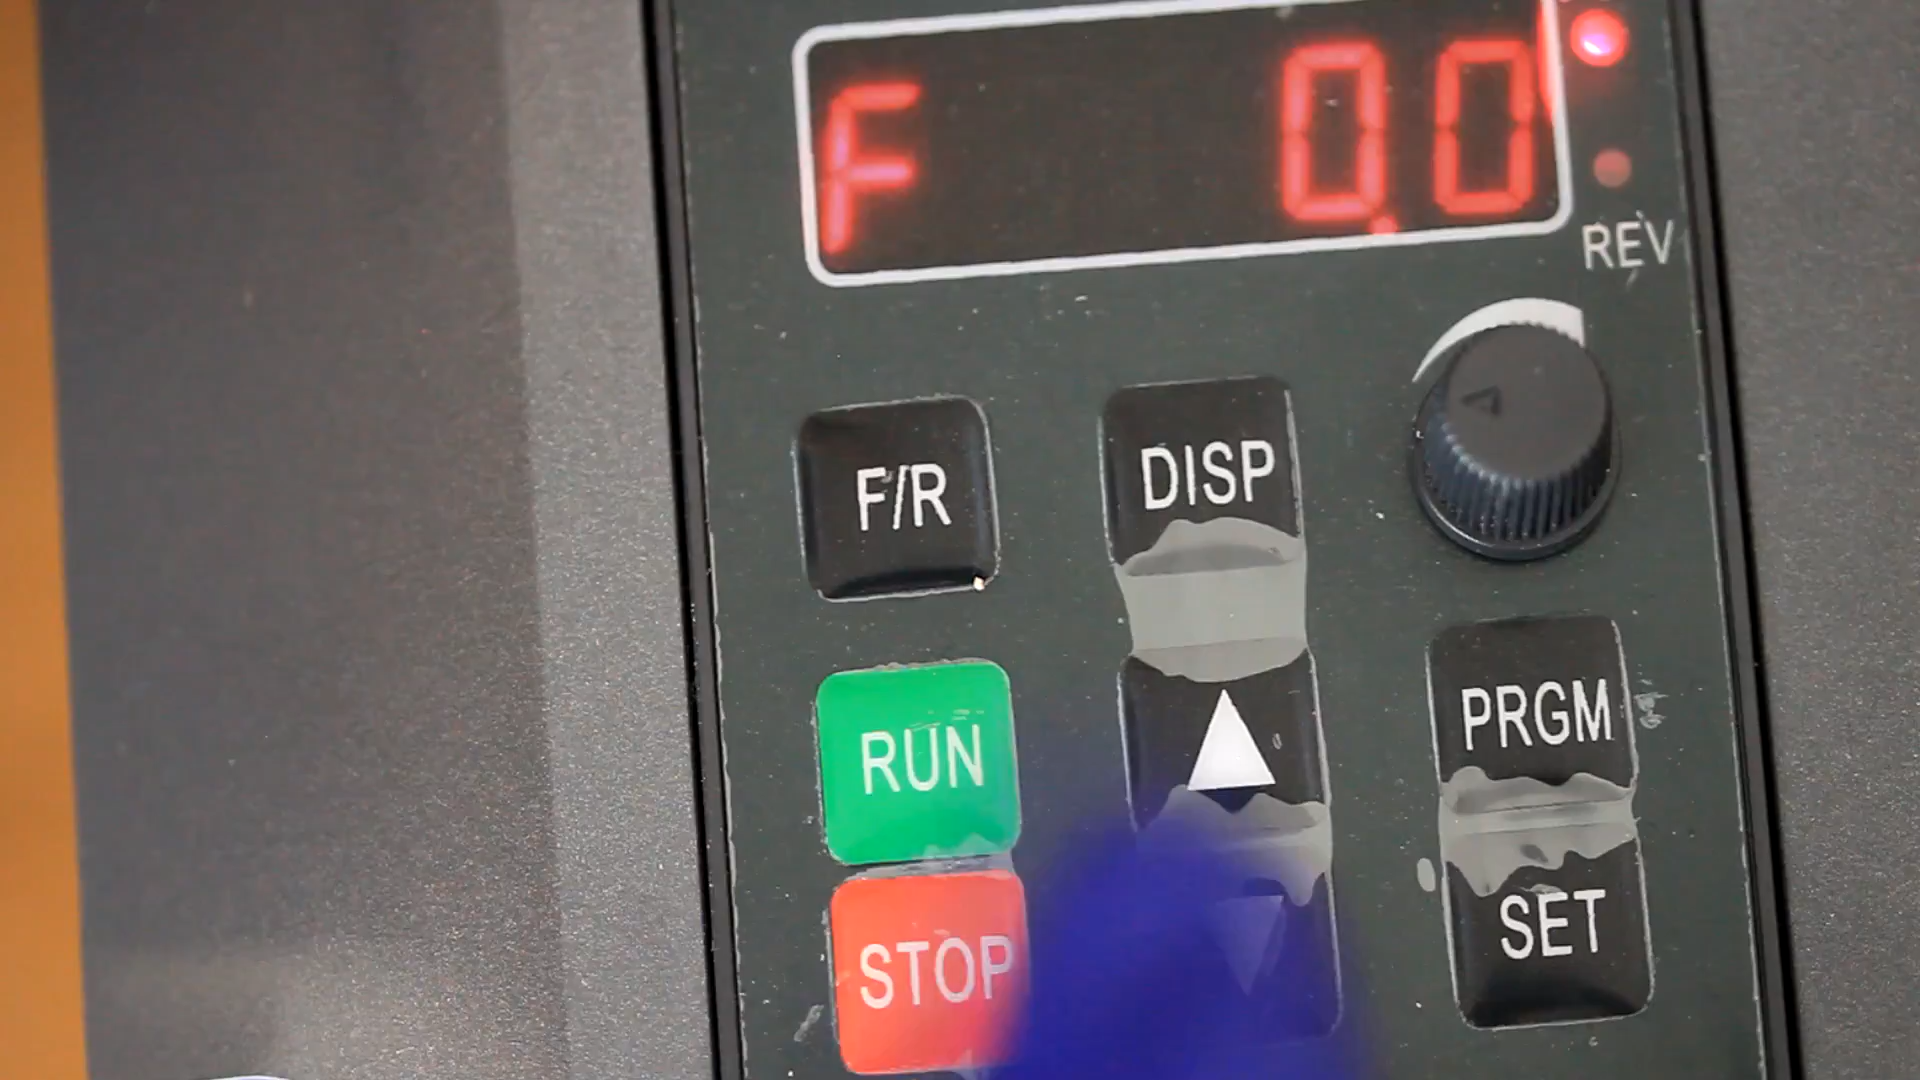 F 0.0
REV
F/R
DISP
RUN
PRGM
STOP
SET